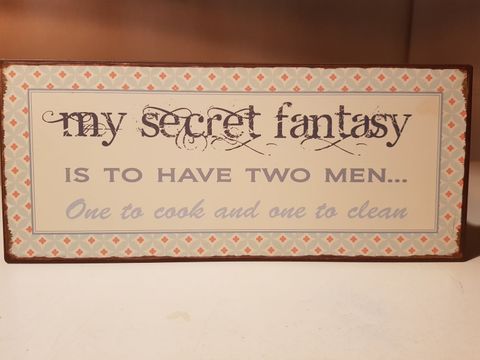 my secret fantasy
IS TO HAVE TWO MEN...
One to cook and one to clean